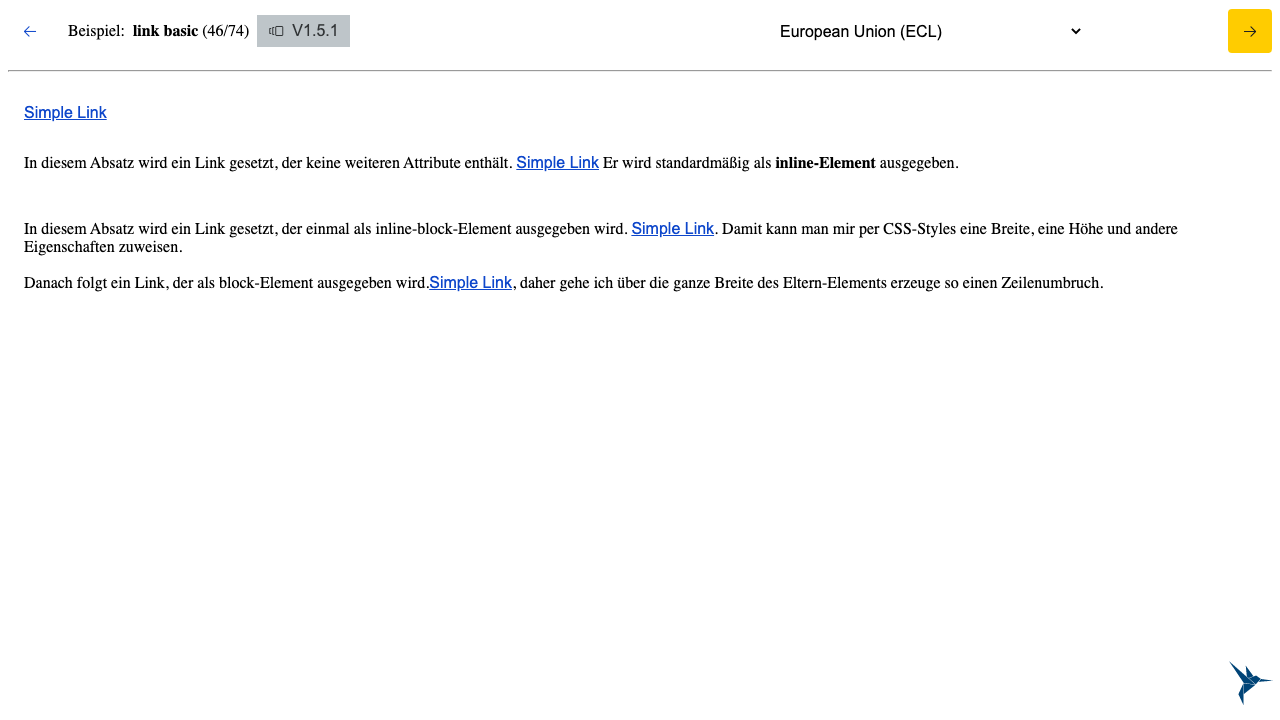 Beispiel: link basic (46/74) V1.5.1 European Union (ECL)
Simple Link
In diesem Absatz wird ein Link gesetzt, der keine weiteren Attribute enthält. Simple Link Er wird standardmäßig als inline-Element ausgegeben.
In diesem Absatz wird ein Link gesetzt, der einmal als inline-block-Element ausgegeben wird. Simple Link. Damit kann man mir per CSS-Styles eine Breite, eine Höhe und andere
Eigenschaften zuweisen.
Danach folgt ein Link, der als block-Element ausgegeben wird.Simple Link, daher gehe ich über die ganze Breite des Eltern-Elements erzeuge so einen Zeilenumbruch.